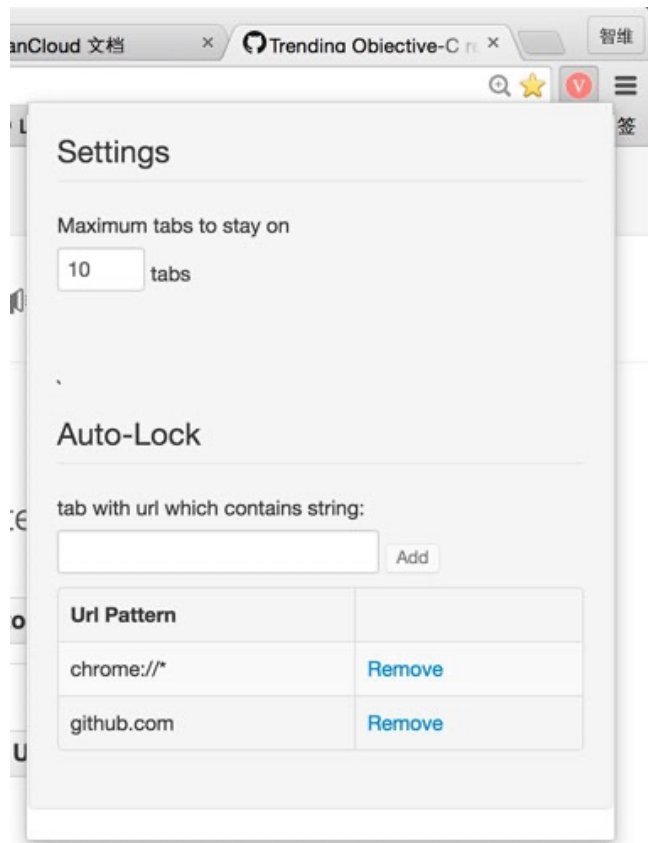 anCloud 文档 × Trending Objective-C re × 智维
V
签
Settings
Maximum tabs to stay on
10 tabs
`
Auto-Lock
tab with url which contains string:
Add
Url Pattern
chrome://* Remove
github.com Remove